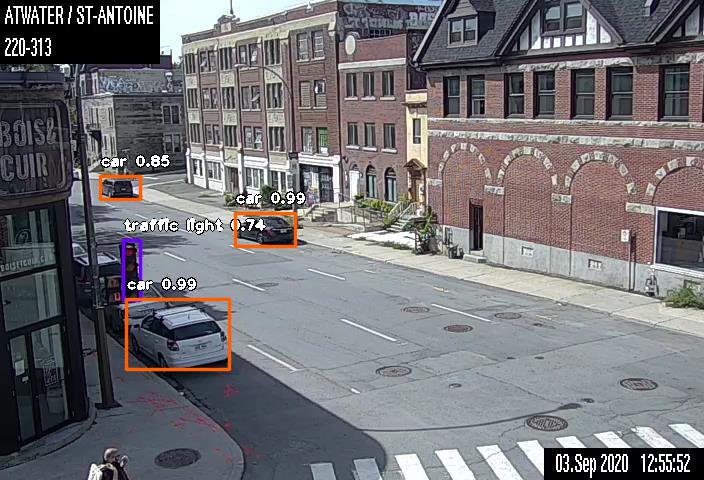 ATWATER / ST-ANTOINE
220-313
BOIS&
CUIR
car 0.85
car 0.99
traffic light 0.74
car 0.99
03.Sep 2020 12:55:52